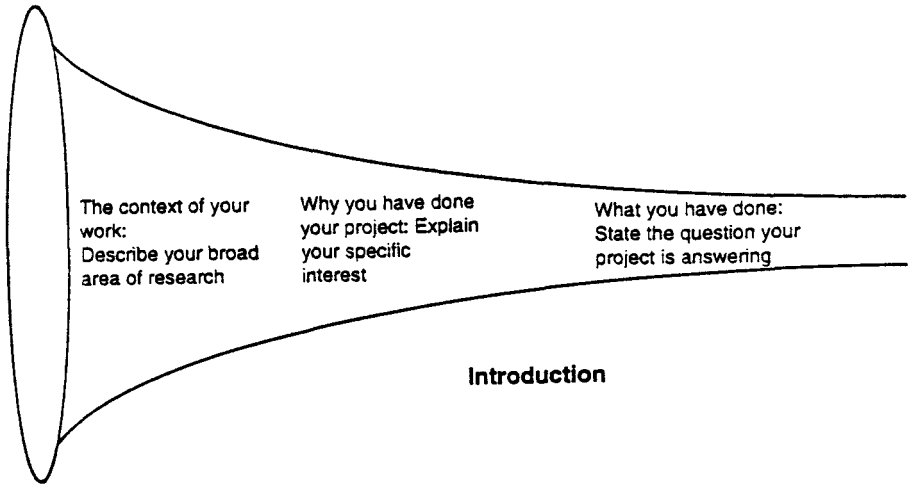 The context of your
work:
Describe your broad
area of research
Why you have done
your project: Explain
your specific
interest
What you have done:
State the question your
project is answering
Introduction